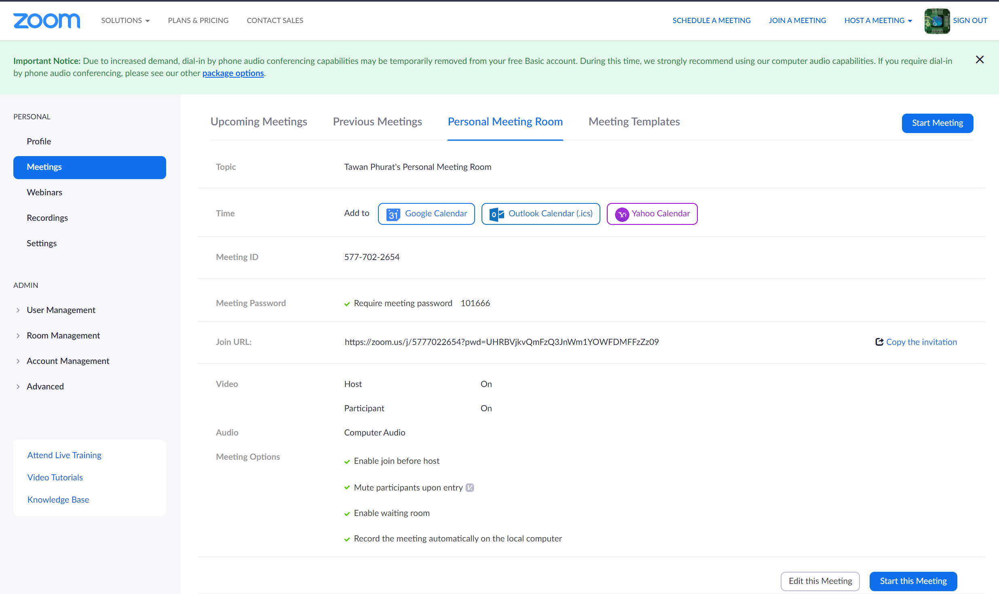 zoom
SOLUTIONS
PLANS & PRICING
CONTACT SALES
SCHEDULE A MEETING
JOIN A MEETING
HOST A MEETING
SIGN OUT
Important Notice: Due to increased demand, dial-in by phone audio conferencing capabilities may be temporarily removed from your free Basic account. During this time, we strongly recommend using our computer audio capabilities. If you require dial-in
by phone audio conferencing, please see our other package options.
PERSONAL
Profile
Meetings
Webinars
Recordings
Settings
ADMIN
User Management
Room Management
Account Management
Advanced
Attend Live Training
Video Tutorials
Knowledge Base
Upcoming Meetings
Previous Meetings
Personal Meeting Room
Meeting Templates
Start Meeting
Topic
Tawan Phurat's Personal Meeting Room
Time
Add to
31 Google Calendar
Outlook Calendar (.ics)
Y! Yahoo Calendar
Meeting ID
577-702-2654
Meeting Password
Require meeting password 101666
Join URL:
https://zoom.us/j/5777022654?pwd=UHRBVjkvQmFzQ3JnWm1YOWFDMFFzZz09
Copy the invitation
Video
Host On
Participant On
Audio
Computer Audio
Meeting Options
Enable join before host
Mute participants upon entry
Enable waiting room
Record the meeting automatically on the local computer
Edit this Meeting
Start this Meeting